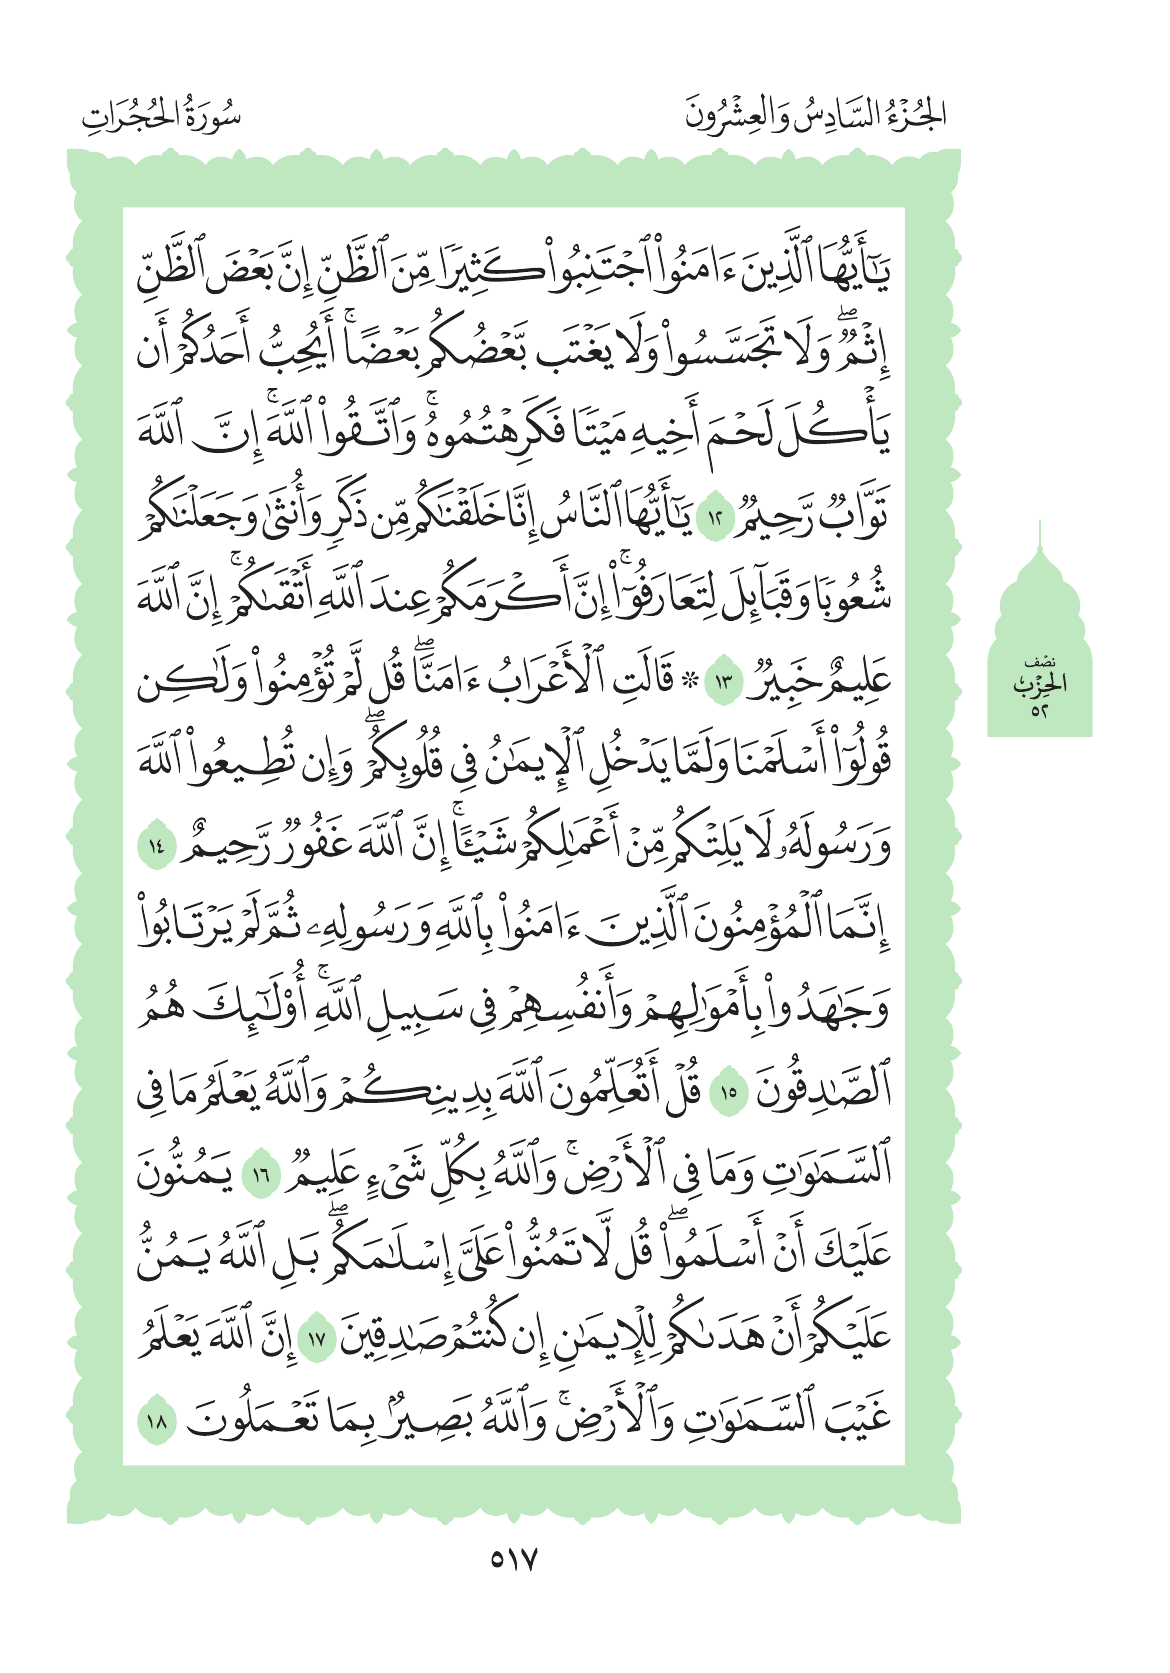 الجُزْءُ السَّادِسُ وَالعِشْرُونَ
سُورَةُ الحُجُرَاتِ
يَٰٓأَيُّهَا ٱلَّذِينَ ءَامَنُواْ ٱجۡتَنِبُواْ كَثِيرٗا مِّنَ ٱلظَّنِّ إِنَّ بَعۡضَ ٱلظَّنِّ
إِثۡمٞۖ وَلَا تَجَسَّسُواْ وَلَا يَغۡتَب بَّعۡضُكُم بَعۡضًاۚ أَيُحِبُّ أَحَدُكُمۡ أَن
يَأۡكُلَ لَحۡمَ أَخِيهِ مَيۡتٗا فَكَرِهۡتُمُوهُۚ وَٱتَّقُواْ ٱللَّهَۚ إِنَّ ٱللَّهَ
تَوَّابٞ رَّحِيمٞ ١٢ يَٰٓأَيُّهَا ٱلنَّاسُ إِنَّا خَلَقۡنَٰكُم مِّن ذَكَرٖ وَأُنثَىٰ وَجَعَلۡنَٰكُمۡ
شُعُوبٗا وَقَبَآئِلَ لِتَعَارَفُوٓاْۚ إِنَّ أَكۡرَمَكُمۡ عِندَ ٱللَّهِ أَتۡقَىٰكُمۡۚ إِنَّ ٱللَّهَ
عَلِيمٌ خَبِيرٞ ١٣ ۞ قَالَتِ ٱلۡأَعۡرَابُ ءَامَنَّاۖ قُل لَّمۡ تُؤۡمِنُواْ وَلَٰكِن
قُولُوٓاْ أَسۡلَمۡنَا وَلَمَّا يَدۡخُلِ ٱلۡإِيمَٰنُ فِي قُلُوبِكُمۡۖ وَإِن تُطِيعُواْ ٱللَّهَ
وَرَسُولَهُۥ لَا يَلِتۡكُم مِّنۡ أَعۡمَٰلِكُمۡ شَيۡـًٔاۚ إِنَّ ٱللَّهَ غَفُورٞ رَّحِيمٌ ١٤
إِنَّمَا ٱلۡمُؤۡمِنُونَ ٱلَّذِينَ ءَامَنُواْ بِٱللَّهِ وَرَسُولِهِۦ ثُمَّ لَمۡ يَرۡتَابُواْ
وَجَٰهَدُواْ بِأَمۡوَٰلِهِمۡ وَأَنفُسِهِمۡ فِي سَبِيلِ ٱللَّهِۚ أُوْلَٰٓئِكَ هُمُ
ٱلصَّٰدِقُونَ ١٥ قُلۡ أَتُعَلِّمُونَ ٱللَّهَ بِدِينِكُمۡ وَٱللَّهُ يَعۡلَمُ مَا فِي
ٱلسَّمَٰوَٰتِ وَمَا فِي ٱلۡأَرۡضِۚ وَٱللَّهُ بِكُلِّ شَيۡءٍ عَلِيمٞ ١٦ يَمُنُّونَ
عَلَيۡكَ أَنۡ أَسۡلَمُواْۖ قُل لَّا تَمُنُّواْ عَلَيَّ إِسۡلَٰمَكُمۖ بَلِ ٱللَّهُ يَمُنُّ
عَلَيۡكُمۡ أَنۡ هَدَىٰكُمۡ لِلۡإِيمَٰنِ إِن كُنتُمۡ صَٰدِقِينَ ١٧ إِنَّ ٱللَّهَ يَعۡلَمُ
غَيۡبَ ٱلسَّمَٰوَٰتِ وَٱلۡأَرۡضِۚ وَٱللَّهُ بَصِيرُۢ بِمَا تَعۡمَلُونَ ١٨
نصف
الحِزْب
٥٢
٥١٧